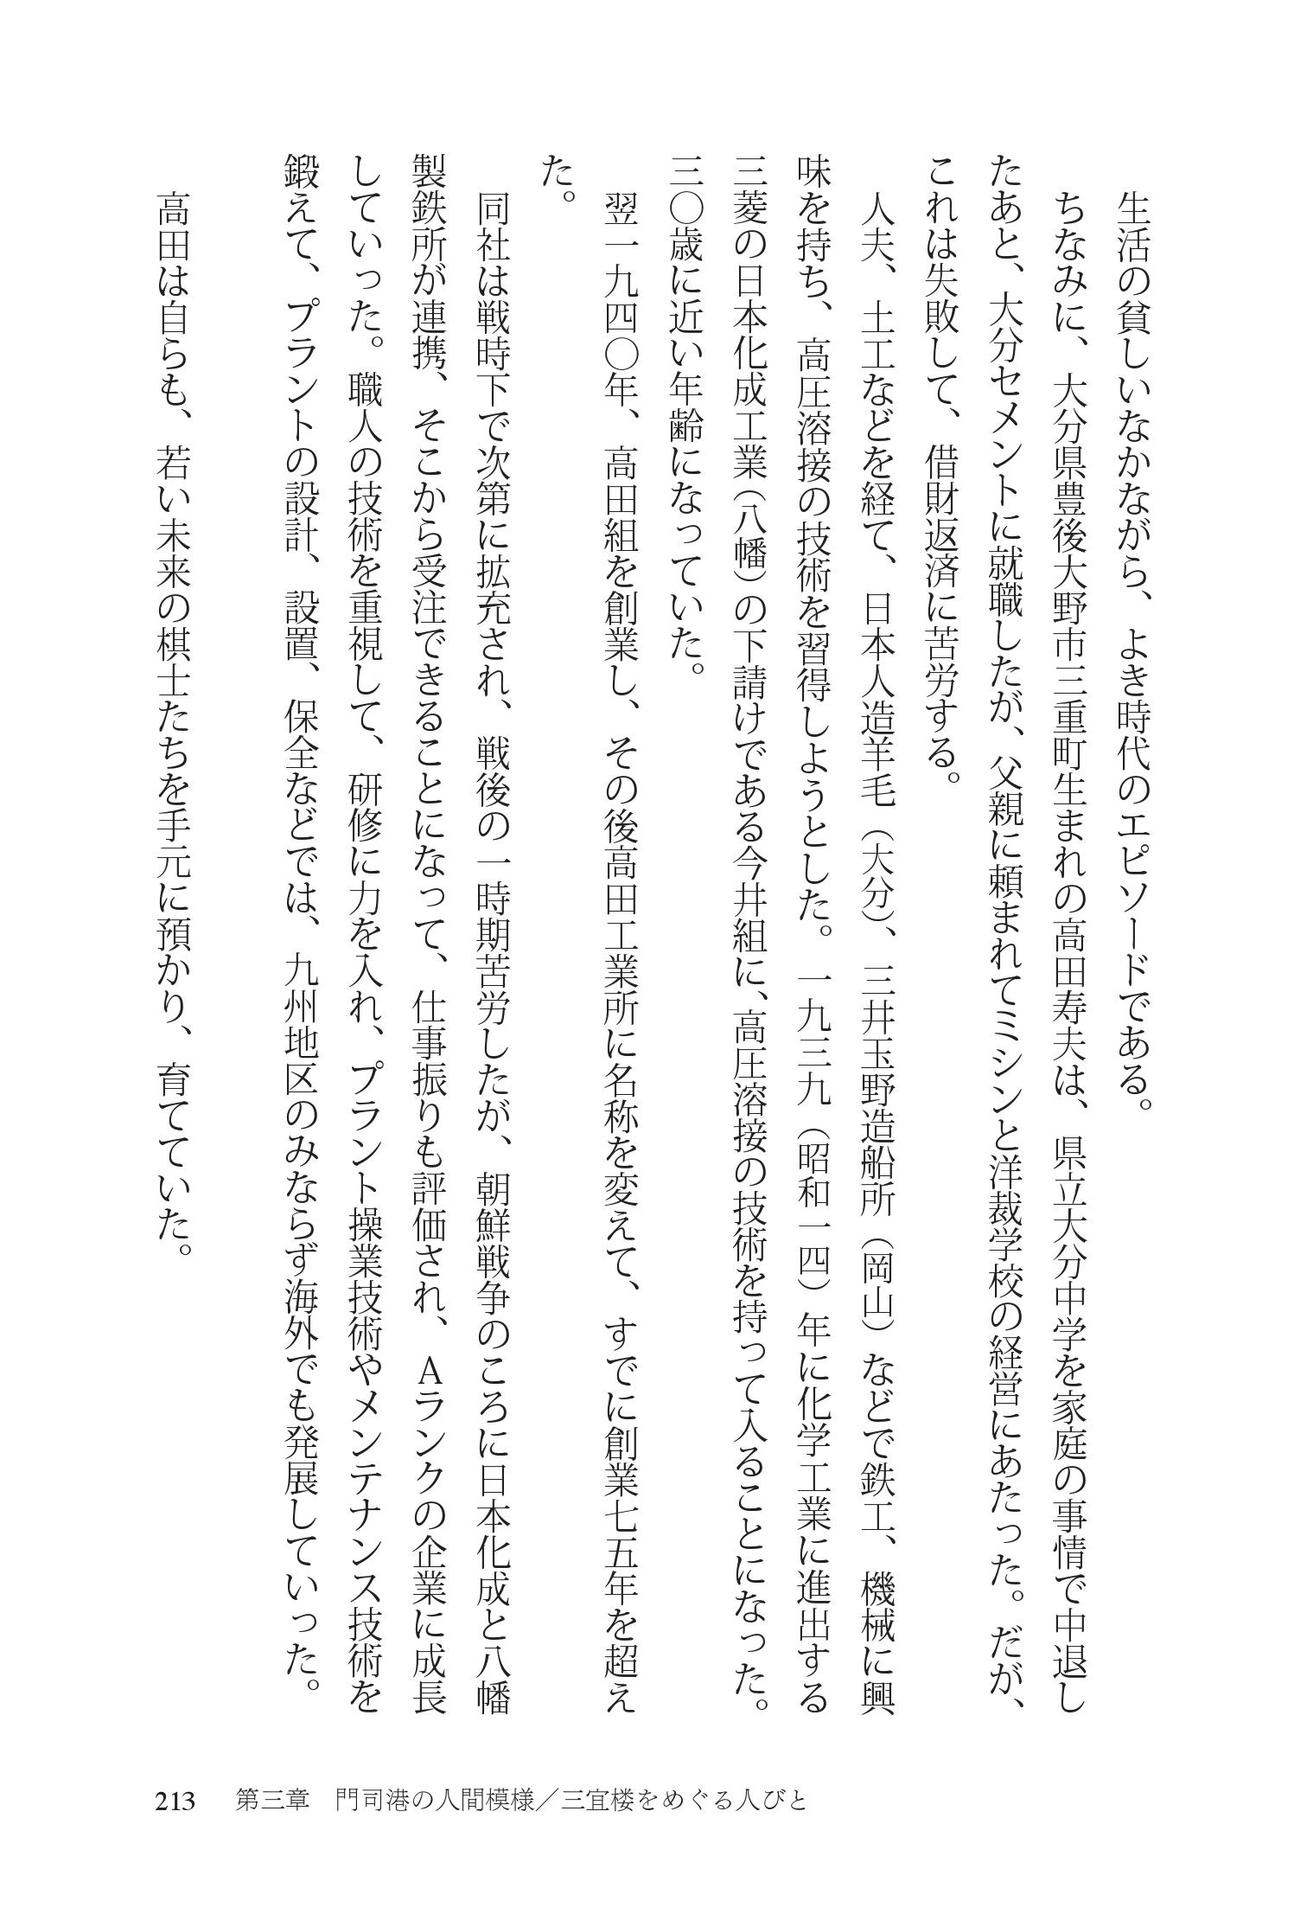 生活の貧しいなかながら、よき時代のエピソードである。
ちなみに、大分県豊後大野市三重町生まれの高田寿夫は、県立大分中学を家庭の事情で中退し
たあと、大分セメントに就職したが、父親に頼まれてミシンと洋裁学校の経営にあたった。だが、
これは失敗して、借財返済に苦労する。
人夫、土工などを経て、日本人造羊毛（大分）、三井玉野造船所（岡山）などで鉄工、機械に興
味を持ち、高圧溶接の技術を習得しようとした。一九三九（昭和一四）年に化学工業に進出する
三菱の日本化成工業（八幡）の下請けである今井組に、高圧溶接の技術を持って入ることになった。
三〇歳に近い年齢になっていた。
翌一九四〇年、高田組を創業し、その後高田工業所に名称を変えて、すでに創業七五年を超え
た。
同社は戦時下で次第に拡充され、戦後の一時期苦労したが、朝鮮戦争のころに日本化成と八幡
製鉄所が連携、そこから受注できることになって、仕事振りも評価され、Ａランクの企業に成長
していった。職人の技術を重視して、研修に力を入れ、プラント操業技術やメンテナンス技術を
鍛えて、プラントの設計、設置、保全などでは、九州地区のみならず海外でも発展していった。
高田は自らも、若い未来の棋士たちを手元に預かり、育てていた。
213　第三章　門司港の人間模様／三宜楼をめぐる人びと